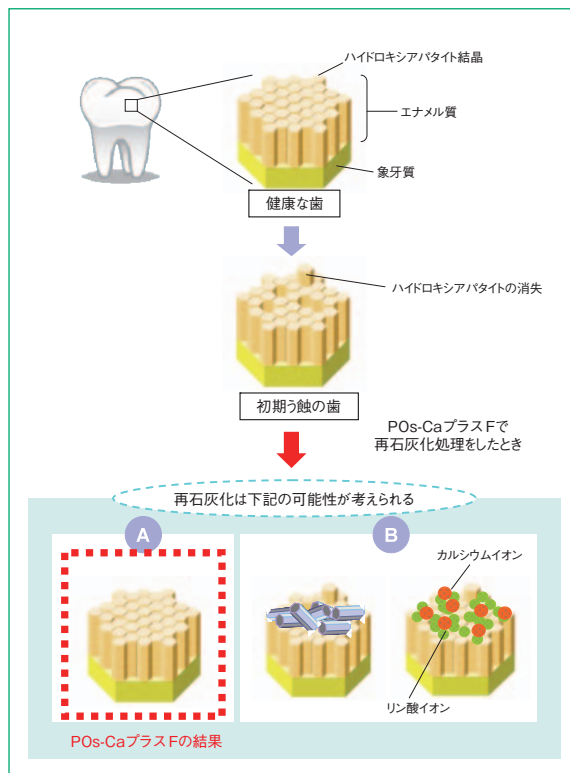 ハイドロキシアパタイト結晶
エナメル質
象牙質
健康な歯
ハイドロキシアパタイトの消失
初期う蝕の歯
POs-CaプラスFで
再石灰化処理をしたとき
再石灰化は下記の可能性が考えられる
A
B
カルシウムイオン
リン酸イオン
POs-CaプラスFの結果